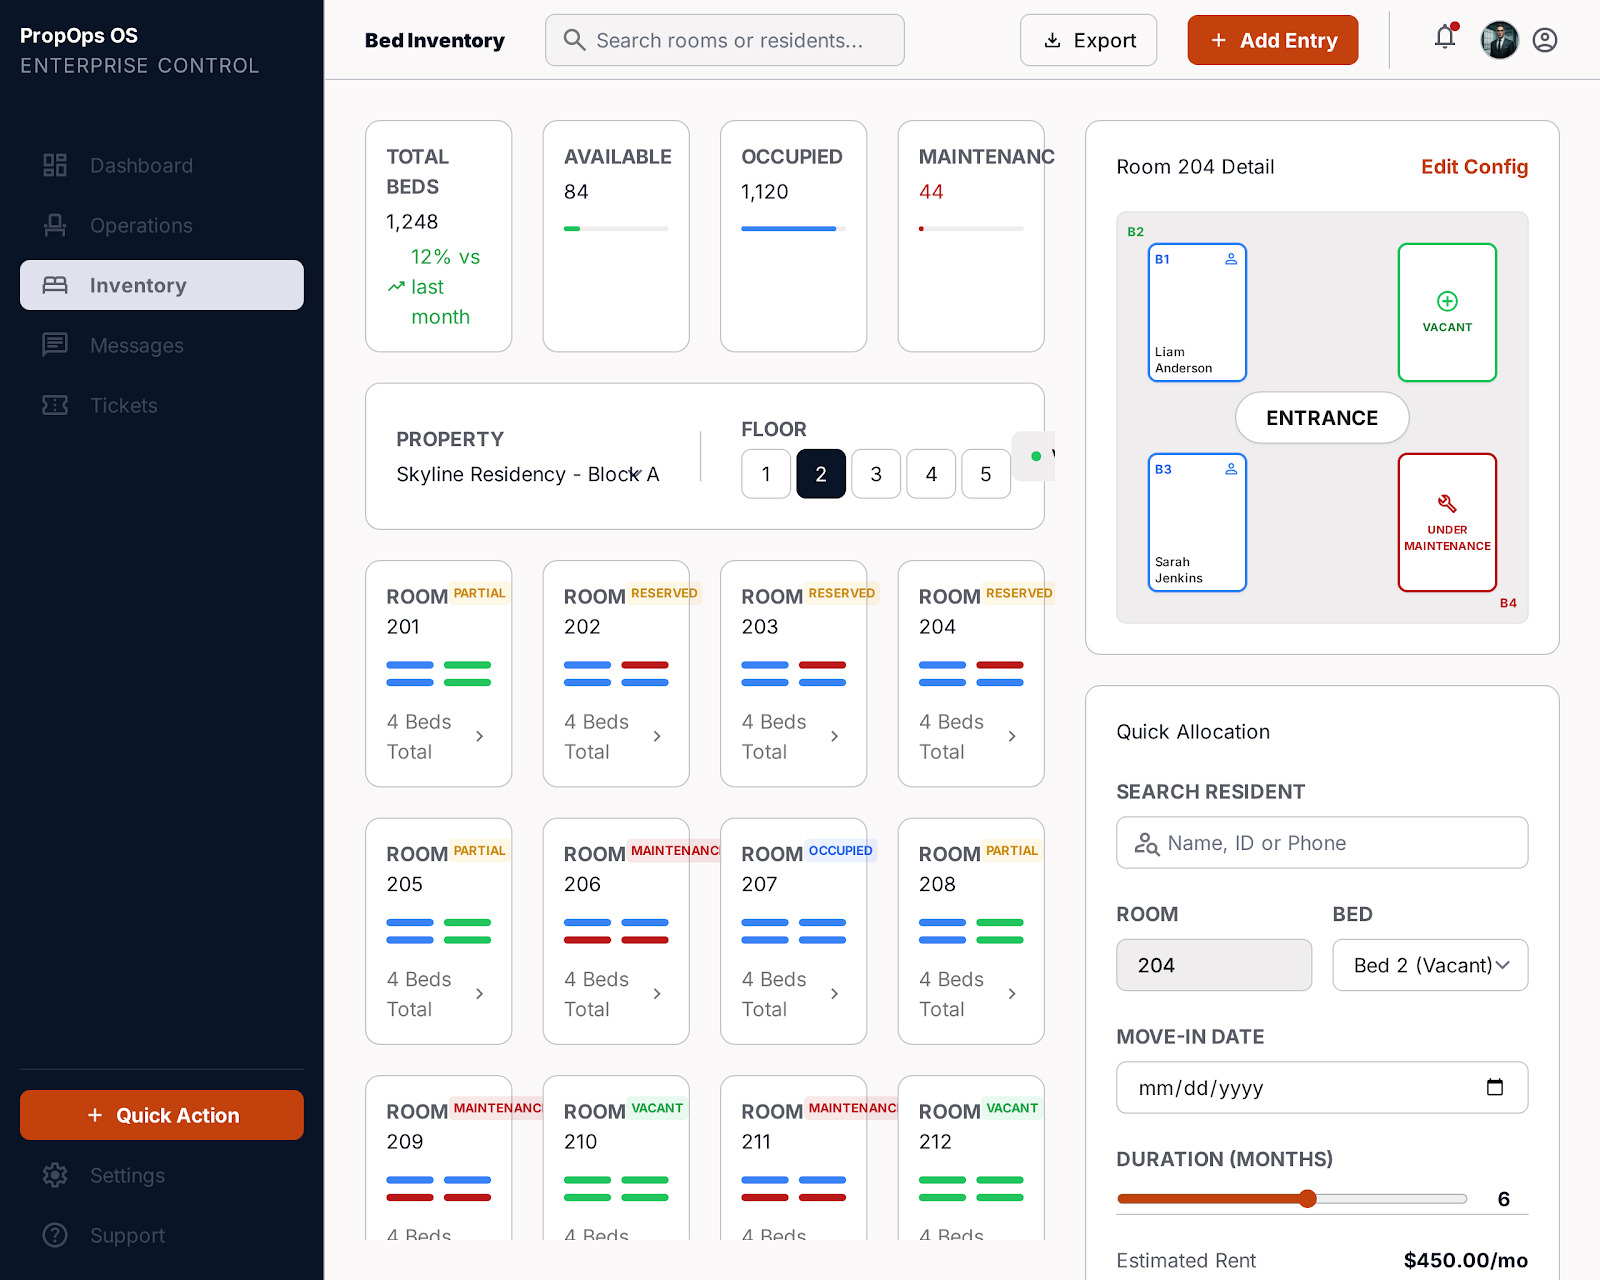 PropOps OS
ENTERPRISE CONTROL
Dashboard
Operations
Inventory
Messages
Tickets
Quick Action
Settings
Support
Bed Inventory
Search rooms or residents...
Export
Add Entry
TOTAL
BEDS
1,248
12% vs
last
month
AVAILABLE
84
OCCUPIED
1,120
MAINTENANC
44
PROPERTY
Skyline Residency - Block A
FLOOR
1
2
3
4
5
ROOM
201
PARTIAL
4 Beds
Total
ROOM
202
RESERVED
4 Beds
Total
ROOM
203
RESERVED
4 Beds
Total
ROOM
204
RESERVED
4 Beds
Total
ROOM
205
PARTIAL
4 Beds
Total
ROOM
206
MAINTENANC
4 Beds
Total
ROOM
207
OCCUPIED
4 Beds
Total
ROOM
208
PARTIAL
4 Beds
Total
ROOM
209
MAINTENANC
4 Beds
ROOM
210
VACANT
4 Beds
ROOM
211
MAINTENANC
4 Beds
ROOM
212
VACANT
4 Beds
Room 204 Detail
Edit Config
B2
B1
Liam
Anderson
VACANT
ENTRANCE
B3
Sarah
Jenkins
UNDER
MAINTENANCE
B4
Quick Allocation
SEARCH RESIDENT
Name, ID or Phone
ROOM
204
BED
Bed 2 (Vacant)
MOVE-IN DATE
mm/dd/yyyy
DURATION (MONTHS)
6
Estimated Rent
$450.00/mo